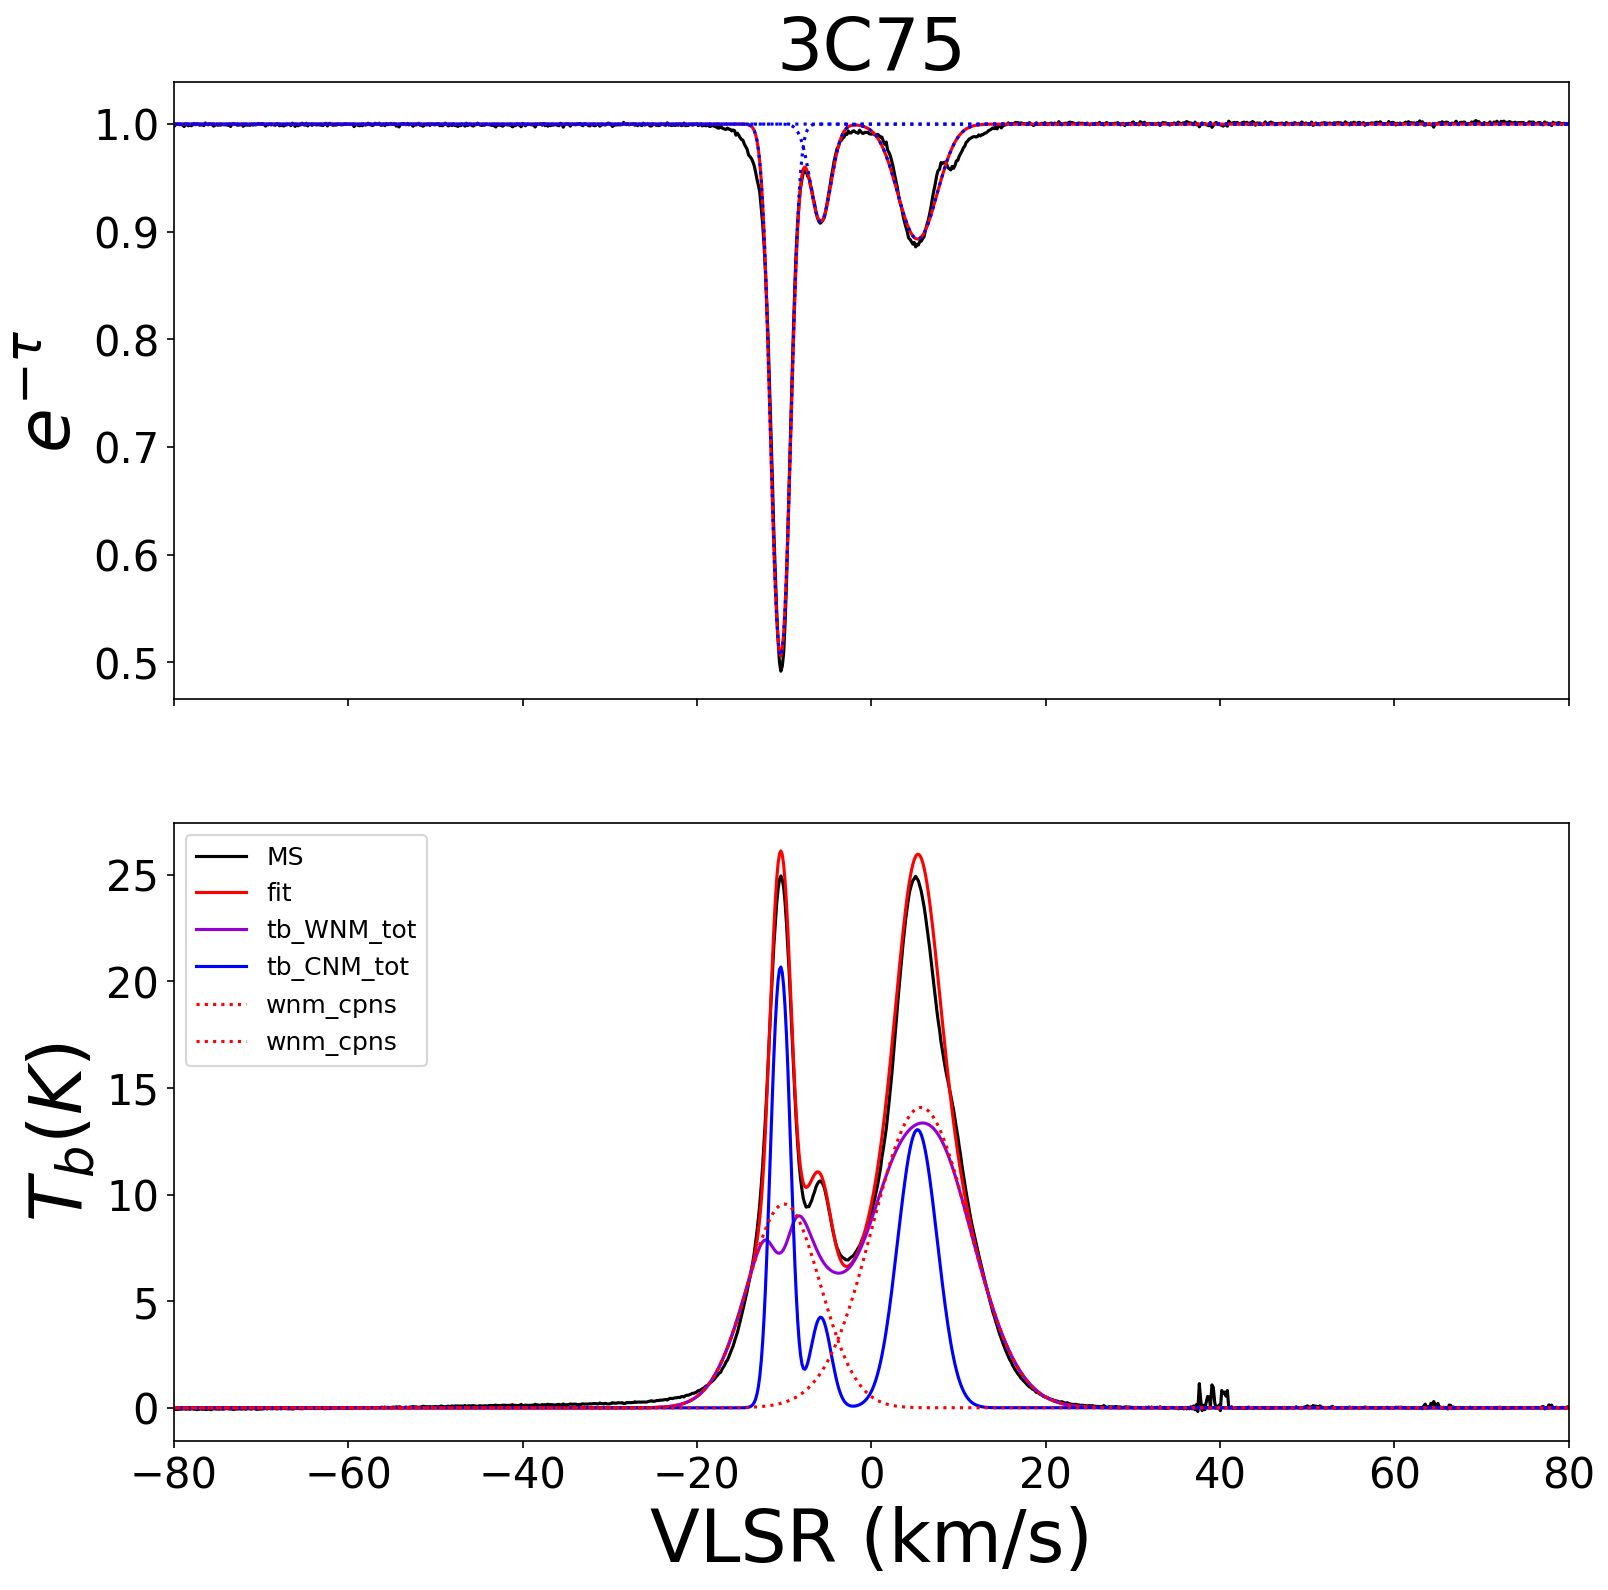 3C75
1.0
0.9
0.8
0.7
0.6
0.5
e^{-τ}
25
20
15
10
5
0
T_b(K)
MS
fit
tb_WNM_tot
tb_CNM_tot
wnm_cpns
wnm_cpns
−80 −60 −40 −20 0 20 40 60 80
VLSR (km/s)